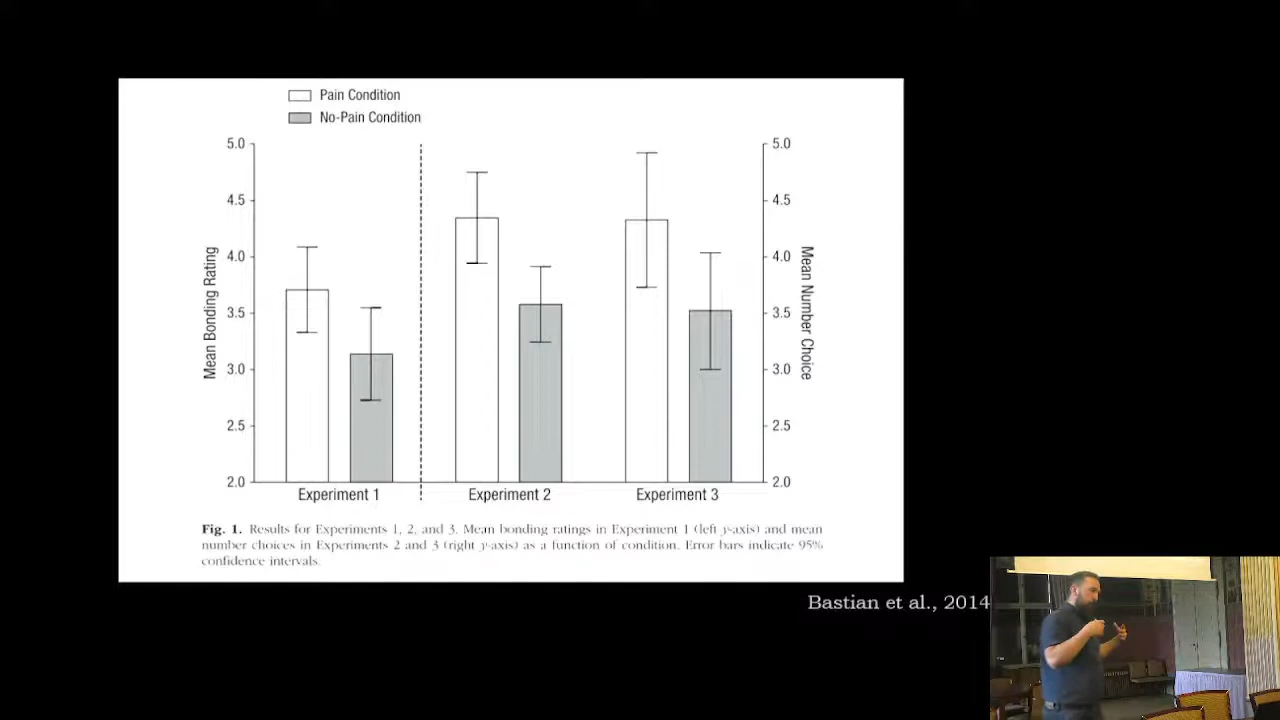 Pain Condition
No-Pain Condition
5.0
4.5
4.0
3.5
3.0
2.5
2.0
Mean Bonding Rating
5.0
4.5
4.0
3.5
3.0
2.5
2.0
Mean Number Choice
Experiment 1
Experiment 2
Experiment 3
Fig. 1. Results for Experiments 1, 2, and 3. Mean bonding ratings in Experiment 1 (left y-axis) and mean
number choices in Experiments 2 and 3 (right y-axis) as a function of condition. Error bars indicate 95%
confidence intervals.
Bastian et al., 2014